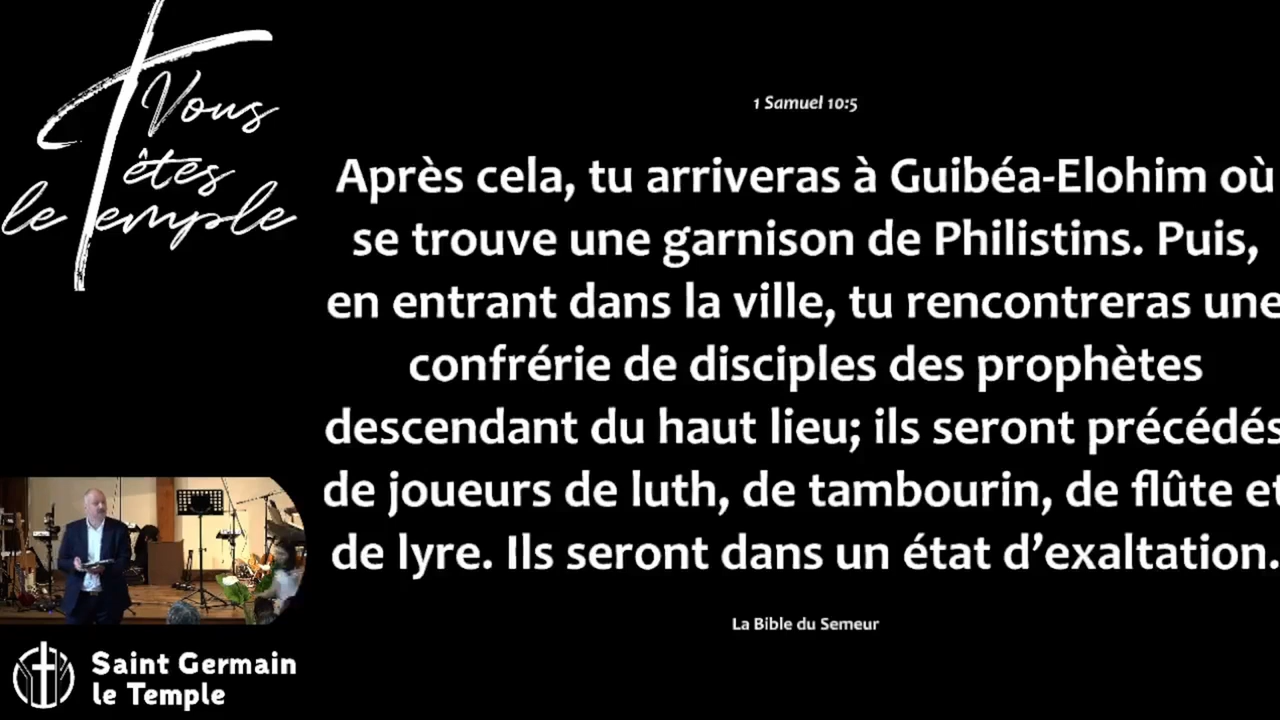 Vous
êtes
le Temple
1 Samuel 10:5
Après cela, tu arriveras à Guibéa-Elohim où
se trouve une garnison de Philistins. Puis,
en entrant dans la ville, tu rencontreras une
confrérie de disciples des prophètes
descendant du haut lieu; ils seront précédés
de joueurs de luth, de tambourin, de flûte et
de lyre. Ils seront dans un état d’exaltation.
La Bible du Semeur
Saint Germain
le Temple